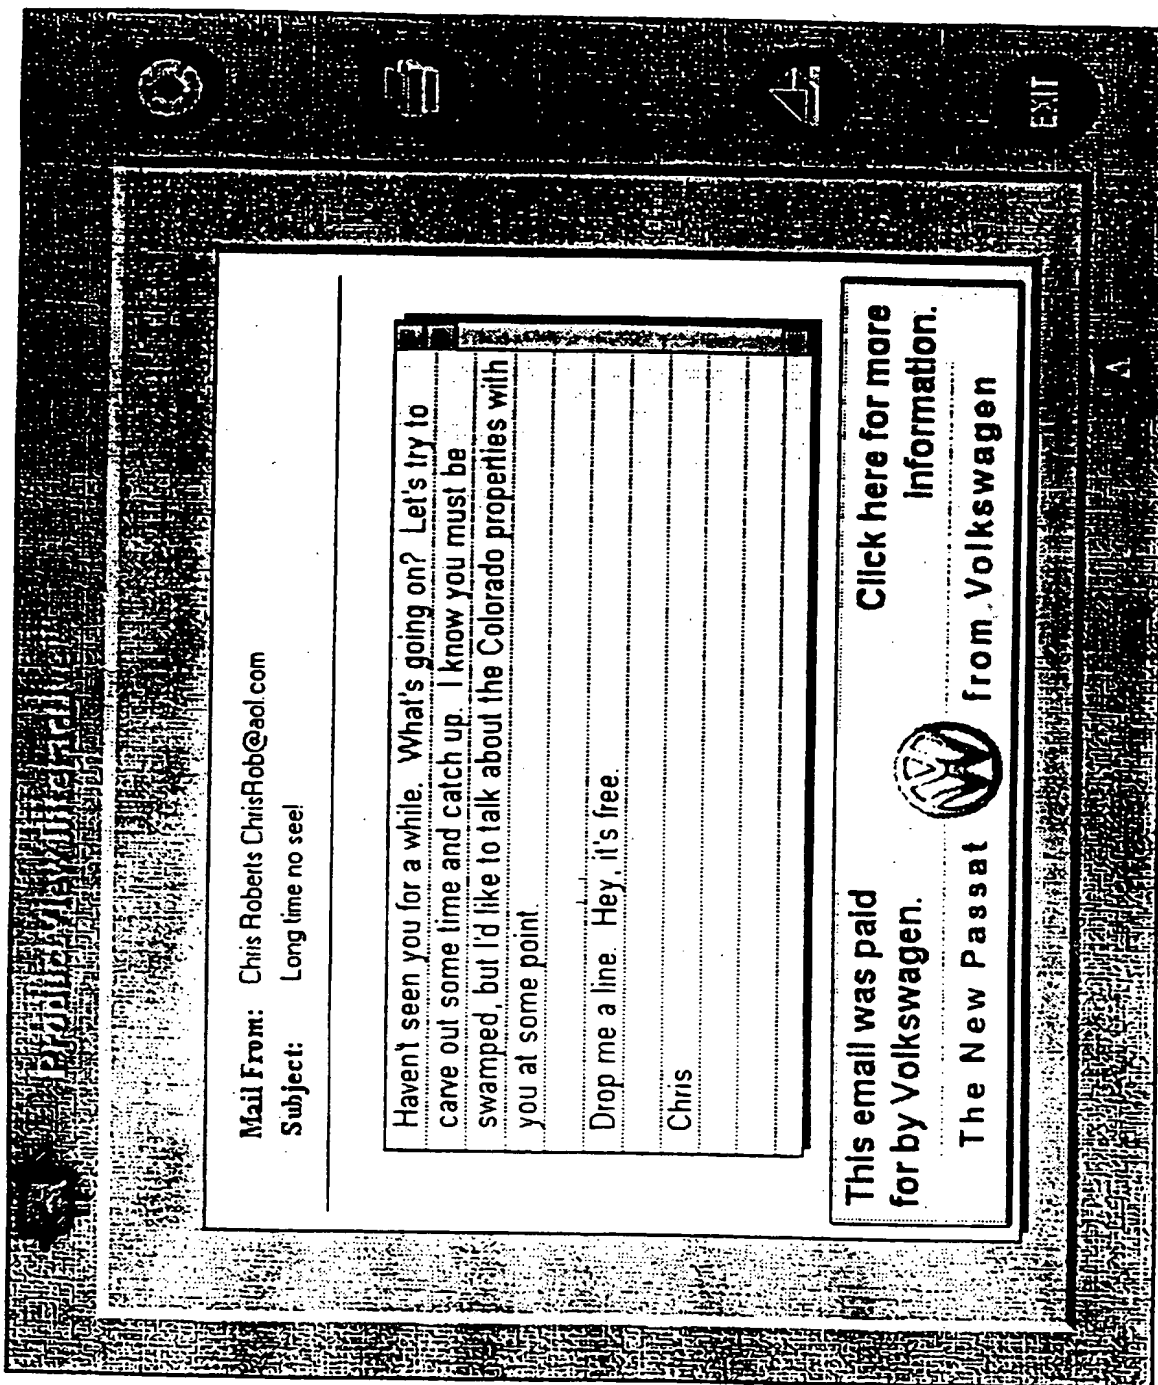 Mail From: Chris Roberts ChrisRob@aol.com
Subject: Long time no see!
Haven't seen you for a while. What's going on? Let's try to
carve out some time and catch up. I know you must be
swamped, but I'd like to talk about the Colorado properties with
you at some point.
Drop me a line. Hey, it's free.
Chris
This email was paid
for by Volkswagen.
Click here for more
Information.
The New Passat
from Volkswagen
EXIT